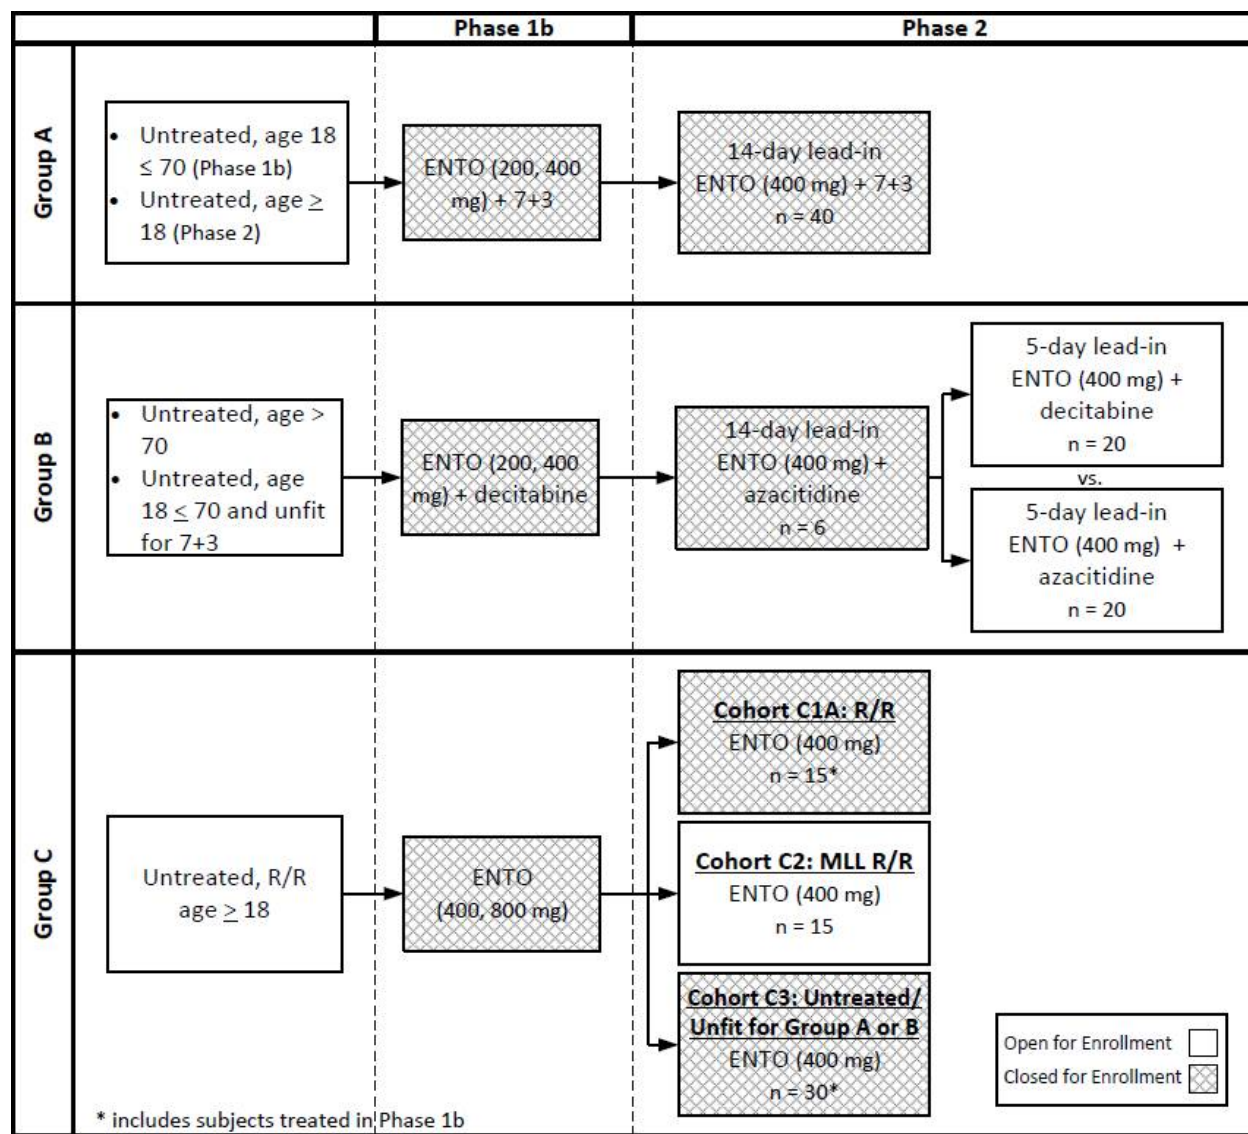 Phase 1b
Phase 2
Group A
• Untreated, age 18
≤ 70 (Phase 1b)
• Untreated, age ≥
18 (Phase 2)
ENTO (200, 400
mg) + 7+3
14-day lead-in
ENTO (400 mg) + 7+3
n = 40
Group B
• Untreated, age >
70
• Untreated, age
18 ≤ 70 and unfit
for 7+3
ENTO (200, 400
mg) + decitabine
14-day lead-in
ENTO (400 mg) +
azacitidine
n = 6
5-day lead-in
ENTO (400 mg) +
decitabine
n = 20
vs.
5-day lead-in
ENTO (400 mg) +
azacitidine
n = 20
Group C
Untreated, R/R
age ≥ 18
ENTO
(400, 800 mg)
Cohort C1A: R/R
ENTO (400 mg)
n = 15*
Cohort C2: MLL R/R
ENTO (400 mg)
n = 15
Cohort C3: Untreated/
Unfit for Group A or B
ENTO (400 mg)
n = 30*
Open for Enrollment
Closed for Enrollment
* includes subjects treated in Phase 1b